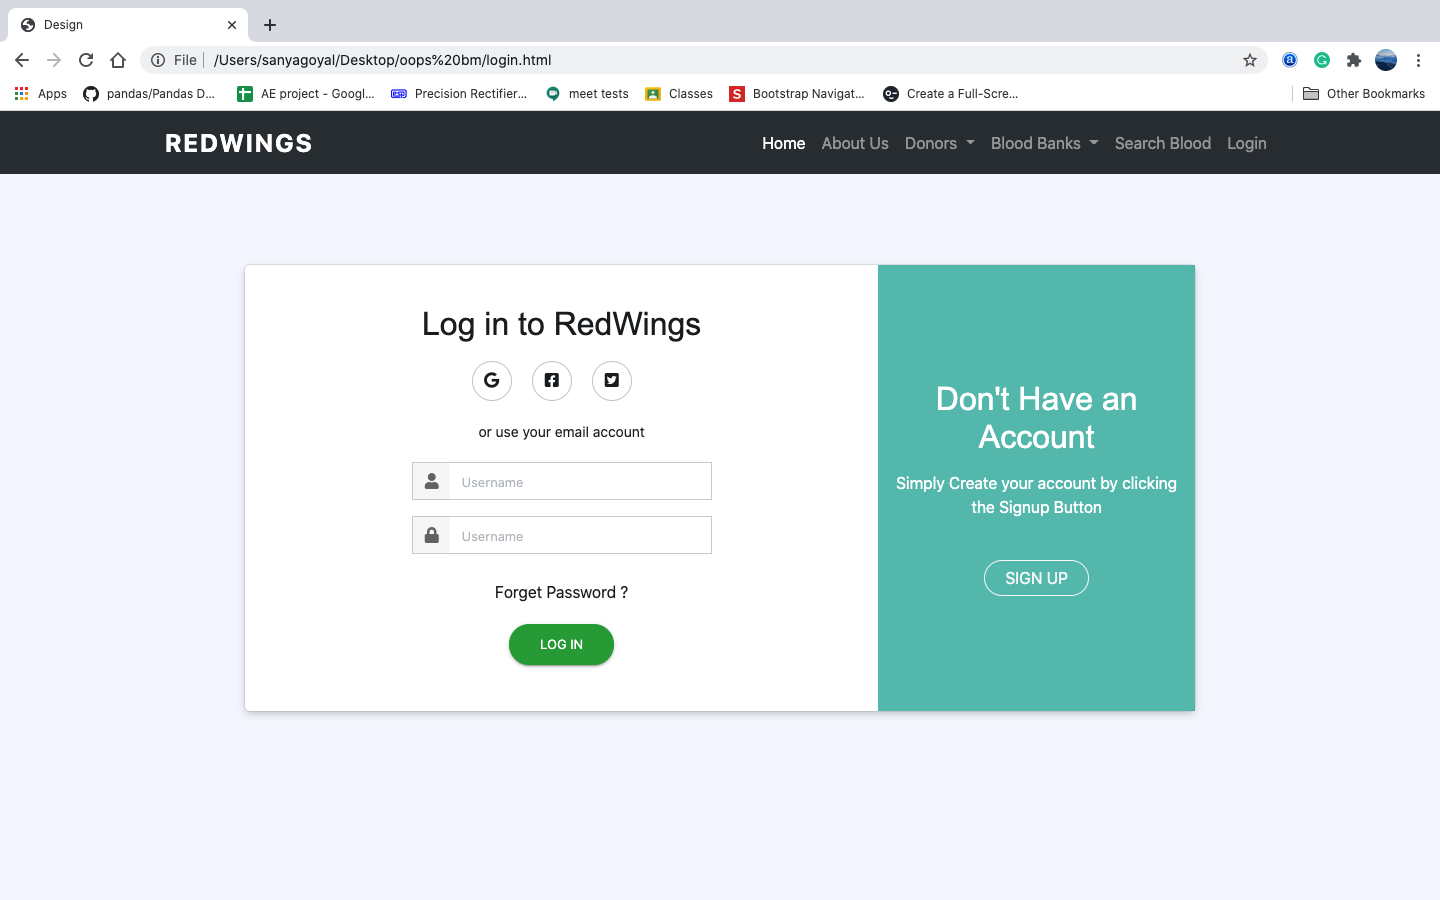 Design
File /Users/sanyagoyal/Desktop/oops%20bm/login.html
Apps pandas/Pandas D... AE project - Googl... Precision Rectifier... meet tests Classes Bootstrap Navigat... Create a Full-Scre... Other Bookmarks
REDWINGS Home About Us Donors Blood Banks Search Blood Login
Log in to RedWings
or use your email account
Username
Username
Forget Password ?
LOG IN
Don't Have an
Account
Simply Create your account by clicking
the Signup Button
SIGN UP